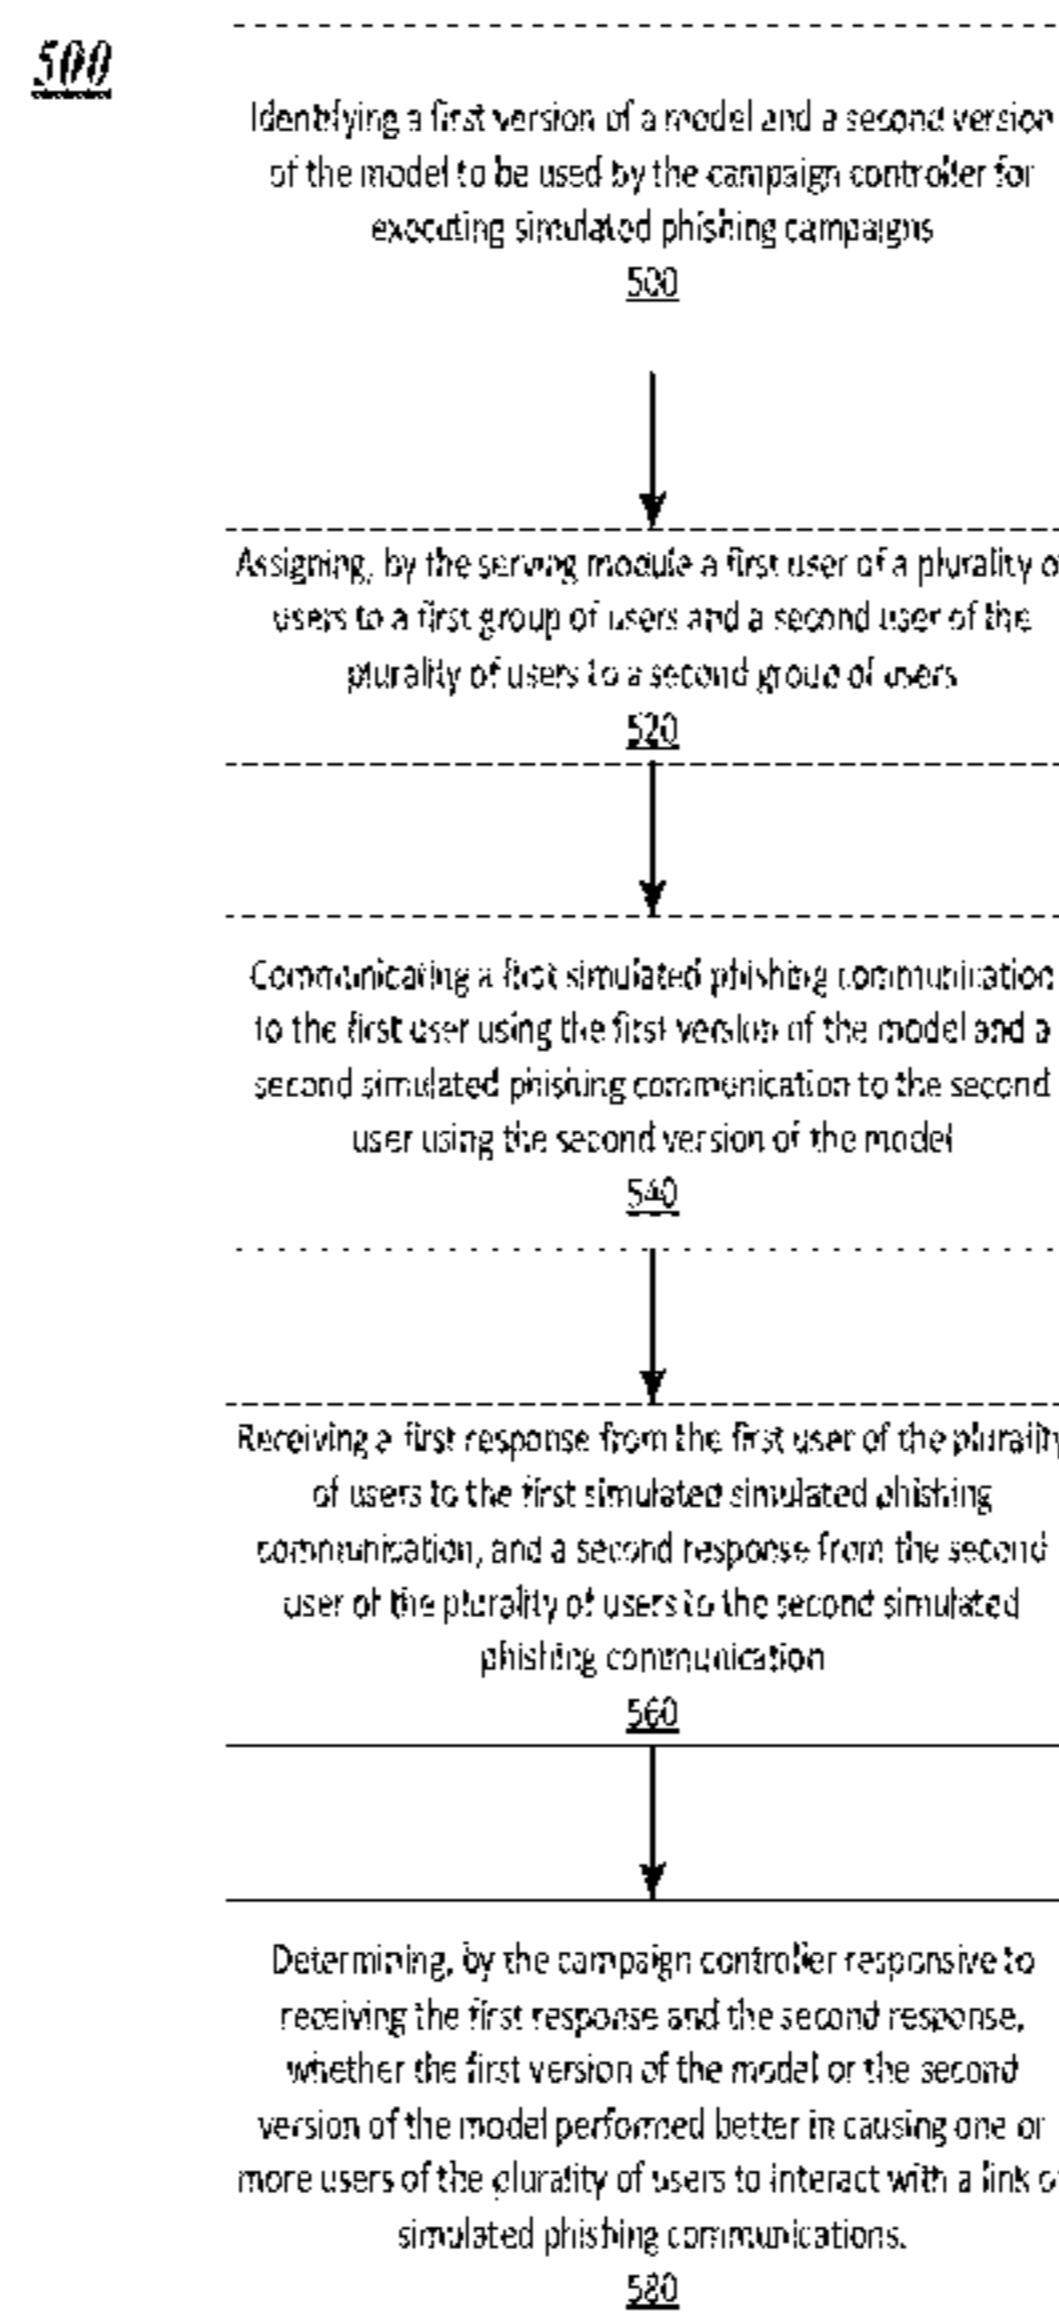 500
Identifying a first version of a model and a second version
of the model to be used by the campaign controller for
executing simulated phishing campaigns
500
Assigning, by the serving module a first user of a plurality of
users to a first group of users and a second user of the
plurality of users to a second group of users
520
Communicating a first simulated phishing communication
to the first user using the first version of the model and a
second simulated phishing communication to the second
user using the second version of the model
540
Receiving a first response from the first user of the plurality
of users to the first simulated simulated phishing
communication, and a second response from the second
user of the plurality of users to the second simulated
phishing communication
560
Determining, by the campaign controller responsive to
receiving the first response and the second response,
whether the first version of the model or the second
version of the model performed better in causing one or
more users of the plurality of users to interact with a link of
simulated phishing communications.
580